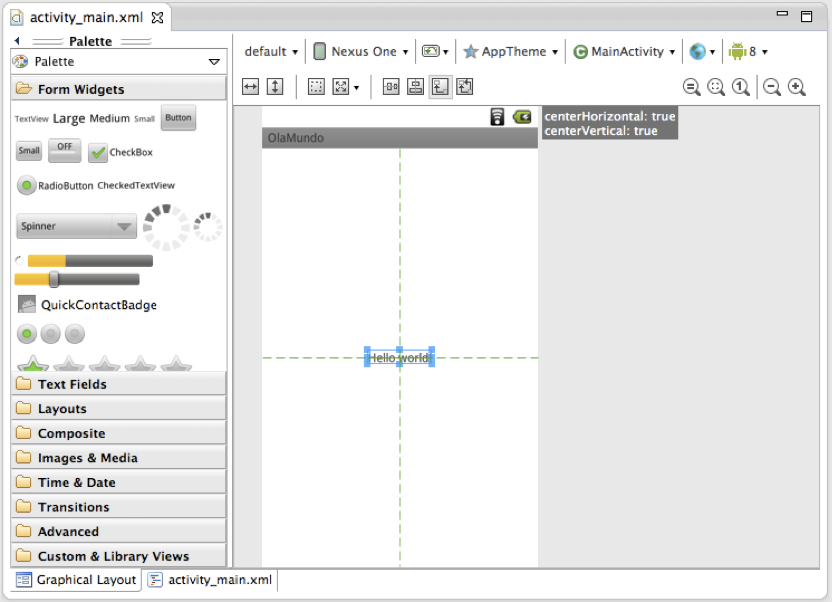 activity_main.xml
Palette
Palette
Form Widgets
TextView Large Medium Small Button
Small OFF CheckBox
RadioButton CheckedTextView
Spinner
QuickContactBadge
Text Fields
Layouts
Composite
Images & Media
Time & Date
Transitions
Advanced
Custom & Library Views
default Nexus One AppTheme MainActivity 8
1
OlaMundo
centerHorizontal: true
centerVertical: true
Hello world!
Graphical Layout activity_main.xml